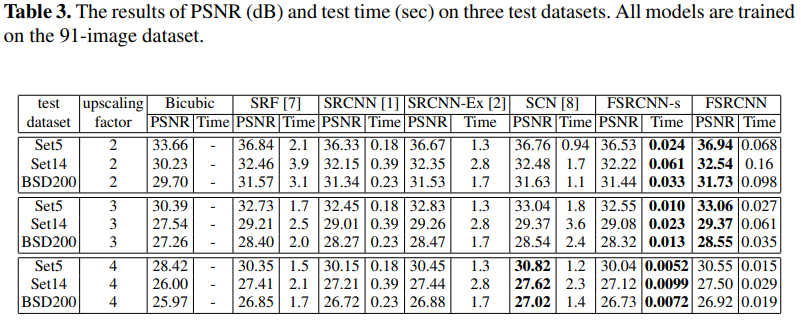 Table 3. The results of PSNR (dB) and test time (sec) on three test datasets. All models are trained
on the 91-image dataset.
test upscaling Bicubic SRF [7] SRCNN [1] SRCNN-Ex [2] SCN [8] FSRCNN-s FSRCNN
dataset factor PSNR Time PSNR Time PSNR Time PSNR Time PSNR Time PSNR Time PSNR Time
Set5 2 33.66 - 36.84 2.1 36.33 0.18 36.67 1.3 36.76 0.94 36.53 0.024 36.94 0.068
Set14 2 30.23 - 32.46 3.9 32.15 0.39 32.35 2.8 32.48 1.7 32.22 0.061 32.54 0.16
BSD200 2 29.70 - 31.57 3.1 31.34 0.23 31.53 1.7 31.63 1.1 31.44 0.033 31.73 0.098
Set5 3 30.39 - 32.73 1.7 32.45 0.18 32.83 1.3 33.04 1.8 32.55 0.010 33.06 0.027
Set14 3 27.54 - 29.21 2.5 29.01 0.39 29.26 2.8 29.37 3.6 29.08 0.023 29.37 0.061
BSD200 3 27.26 - 28.40 2.0 28.27 0.23 28.47 1.7 28.54 2.4 28.32 0.013 28.55 0.035
Set5 4 28.42 - 30.35 1.5 30.15 0.18 30.45 1.3 30.82 1.2 30.04 0.0052 30.55 0.015
Set14 4 26.00 - 27.41 2.1 27.21 0.39 27.44 2.8 27.62 2.3 27.12 0.0099 27.50 0.029
BSD200 4 25.97 - 26.85 1.7 26.72 0.23 26.88 1.7 27.02 1.4 26.73 0.0072 26.92 0.019